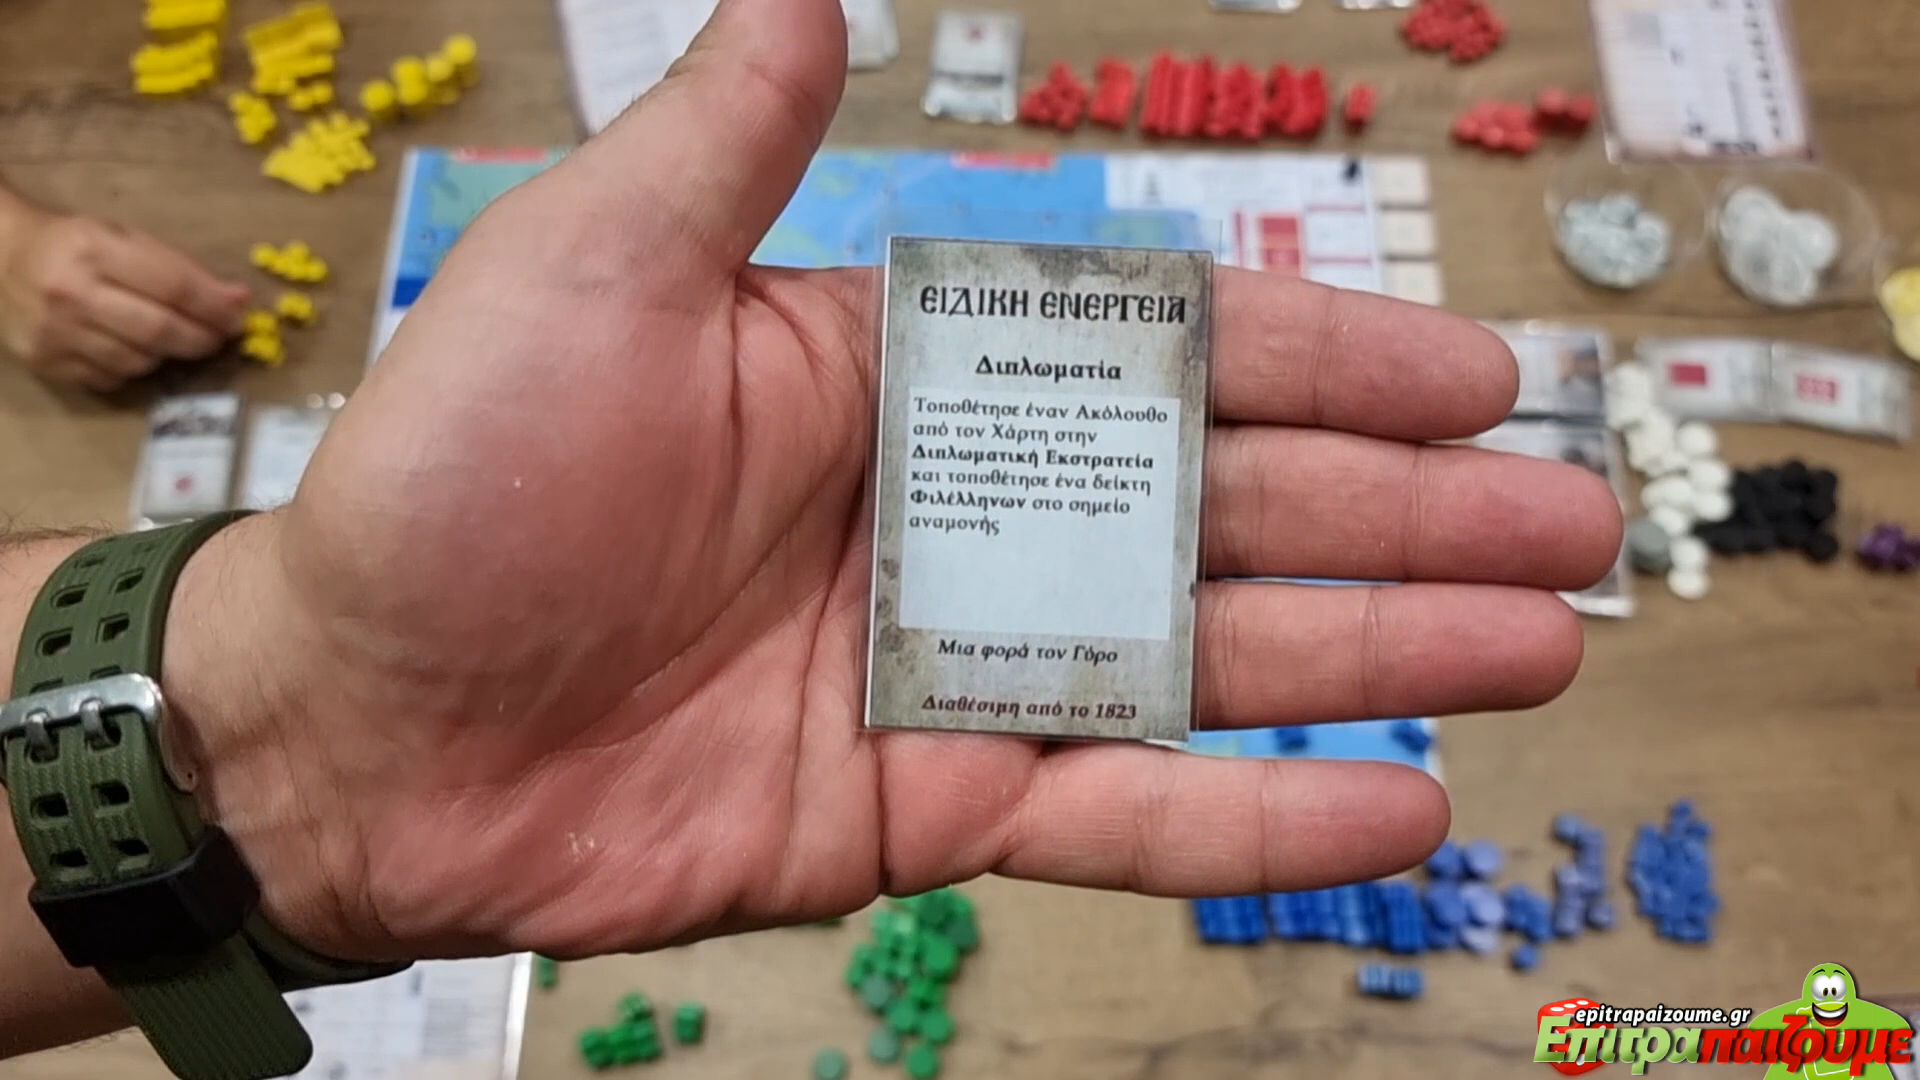 ΕΙΔΙΚΗ ΕΝΕΡΓΕΙΑ
Διπλωματία
Τοποθέτησε έναν Ακόλουθο
από τον Χάρτη στην
Διπλωματική Εκστρατεία
και τοποθέτησε ένα δείκτη
Φιλέλληνων στο σημείο
αναμονής
Μια φορά τον Γύρο
Διαθέσιμη από το 1823
epitrapaizoume.gr
Επιτραπαίζουμε